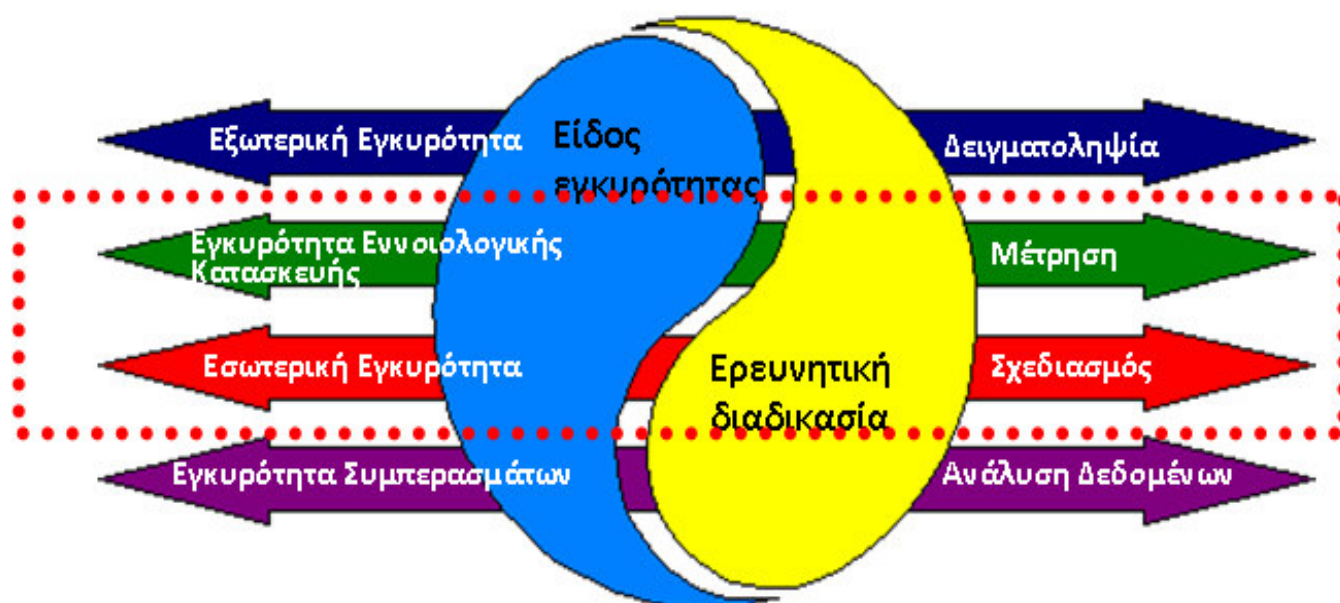 Εξωτερική Εγκυρότητα
Είδος
εγκυρότητας
Δειγματοληψία
Εγκυρότητα Εννοιολογικής
Κατασκευής
Μέτρηση
Εσωτερική Εγκυρότητα
Ερευνητική
διαδικασία
Σχεδιασμός
Εγκυρότητα Συμπερασμάτων
Ανάλυση Δεδομένων